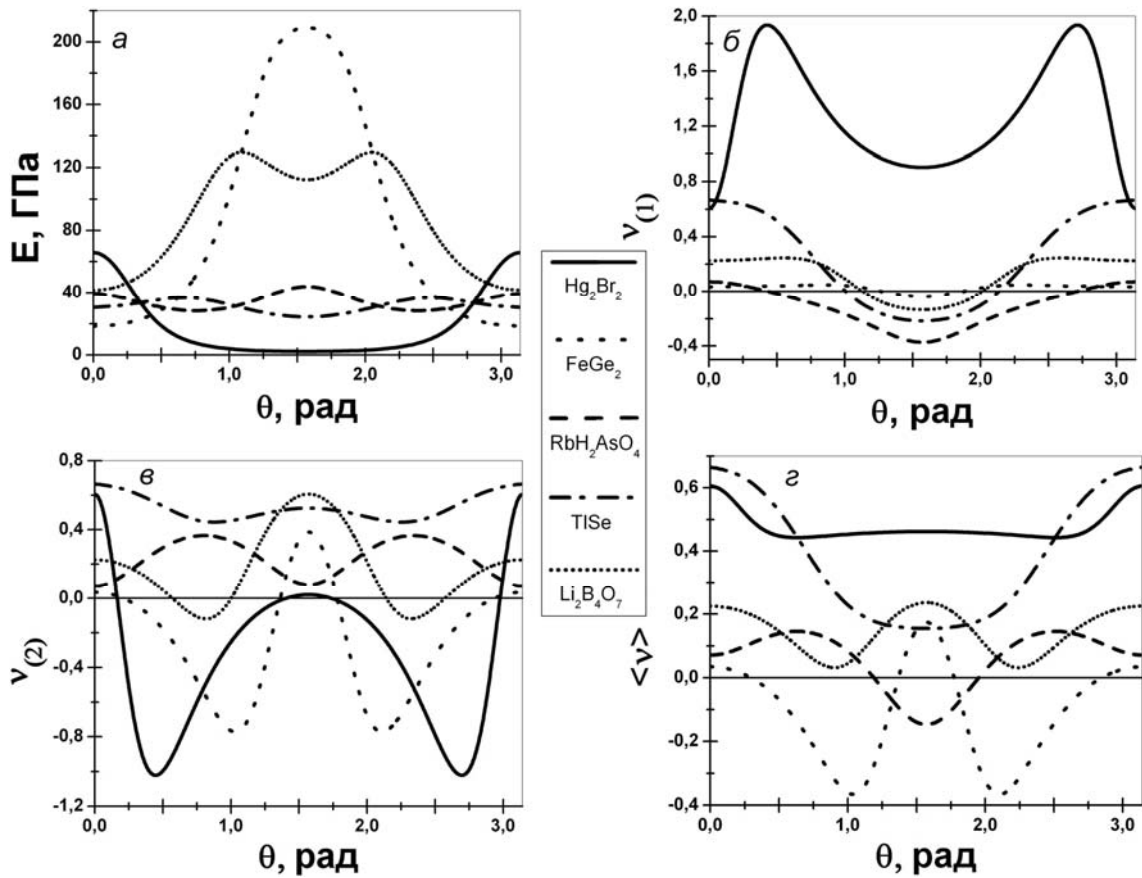 а
220
200
160
120
80
40
0
0,0
1,0
2,0
3,0
E, ГПа
θ, рад
б
2,0
1,6
1,2
0,8
0,4
0,0
-0,4
0,0
1,0
2,0
3,0
ν(1)
θ, рад
Hg₂Br₂
FeGe₂
RbH₂AsO₄
TlSe
Li₂B₄O₇
в
0,8
0,4
0,0
-0,4
-0,8
-1,2
0,0
1,0
2,0
3,0
ν(2)
θ, рад
г
0,6
0,4
0,2
0,0
-0,2
-0,4
0,0
1,0
2,0
3,0
<ν>
θ, рад